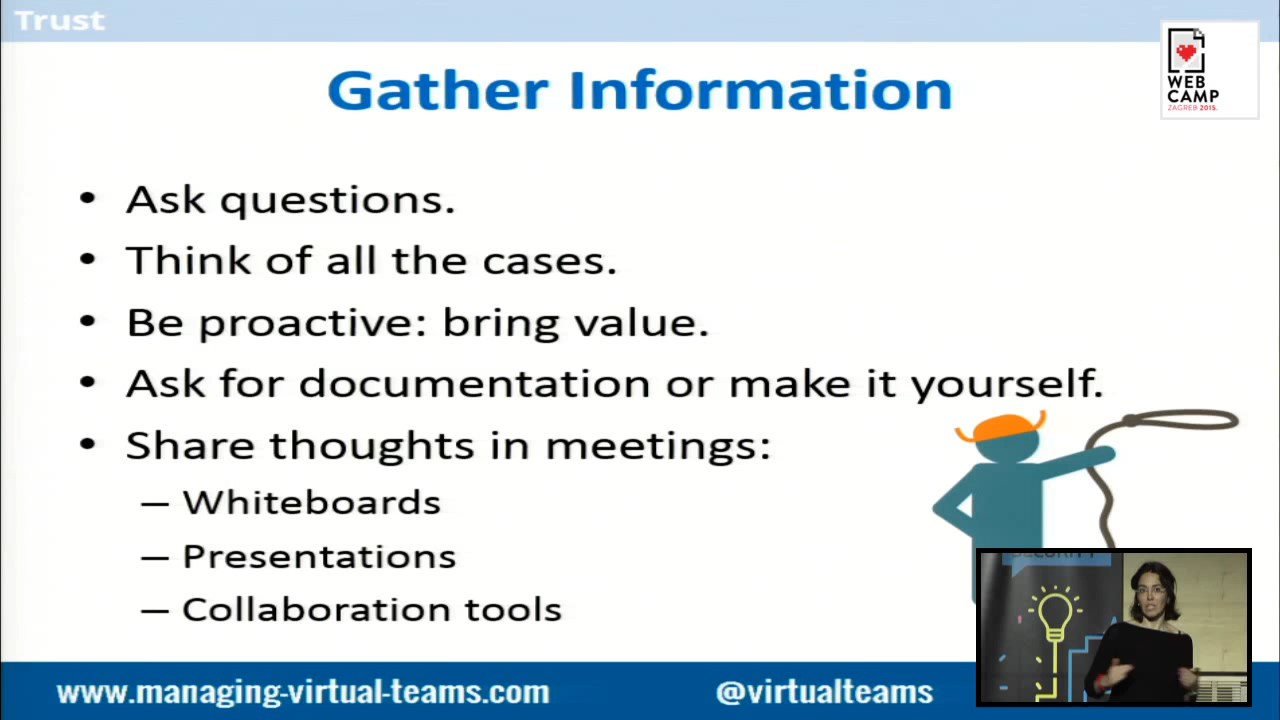 Trust
WEB
CAMP
ZAGREB 2015.
Gather Information
• Ask questions.
• Think of all the cases.
• Be proactive: bring value.
• Ask for documentation or make it yourself.
• Share thoughts in meetings:
– Whiteboards
– Presentations
– Collaboration tools
www.managing-virtual-teams.com
@virtualteams